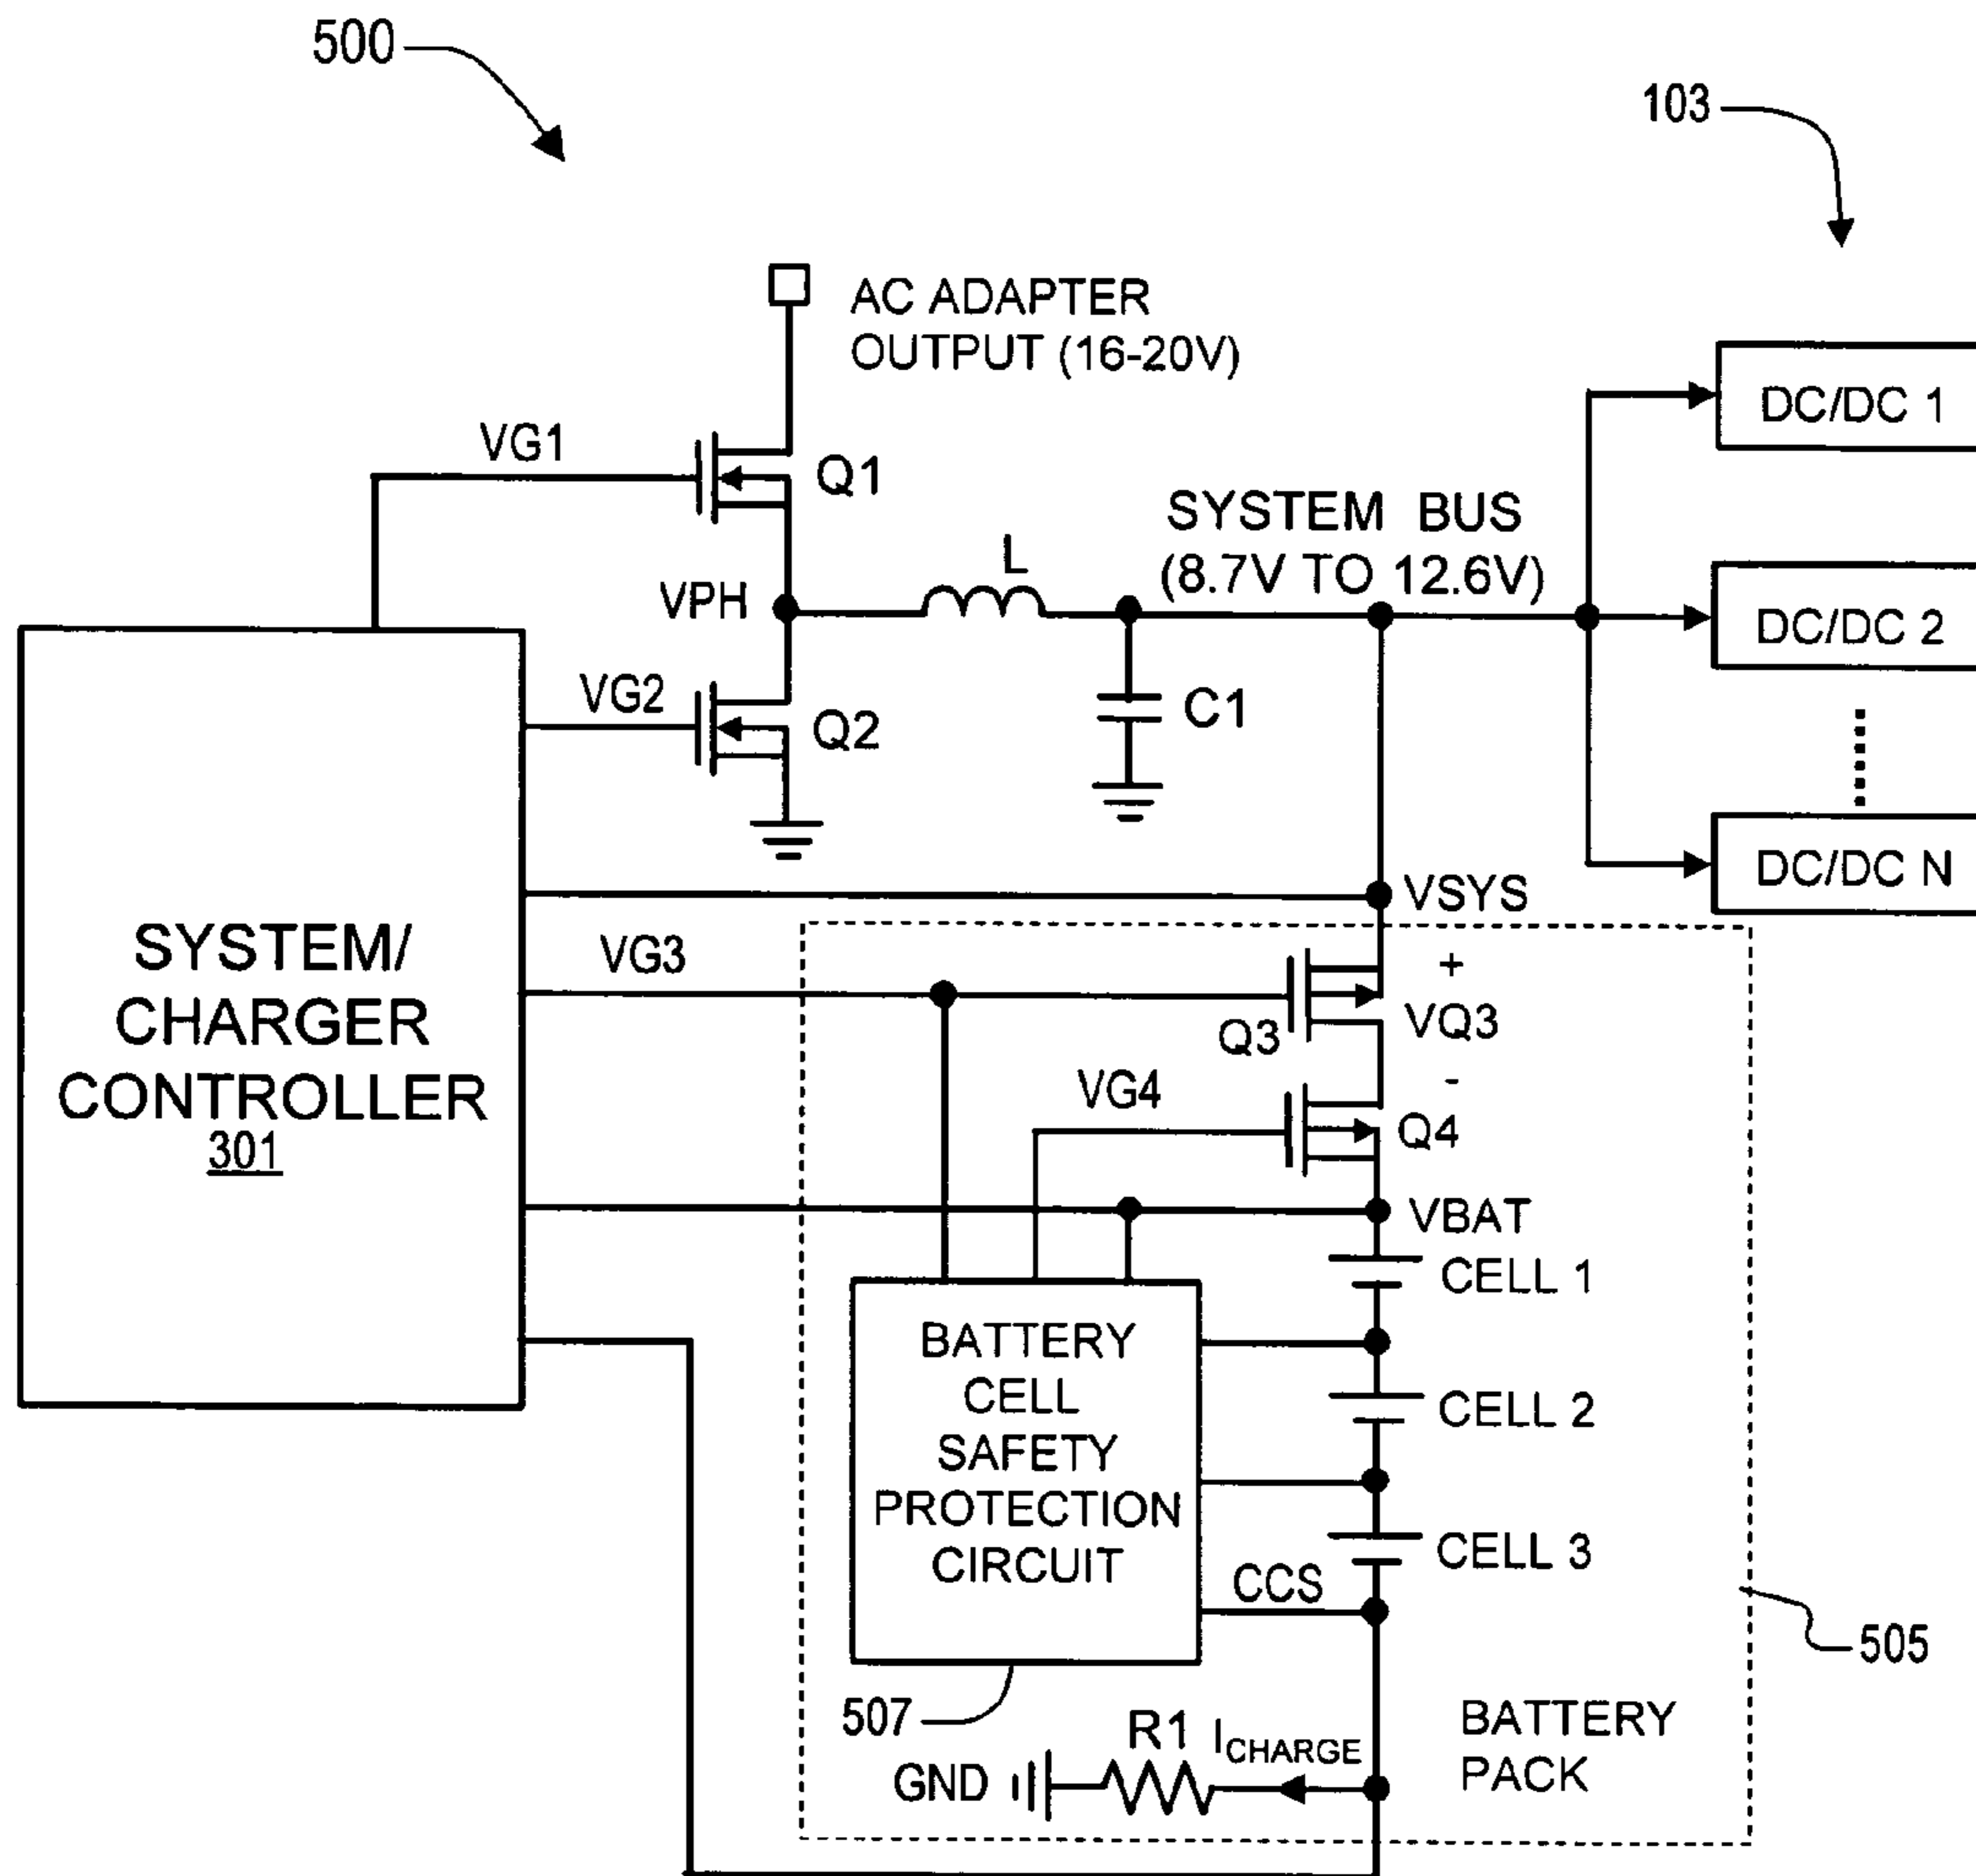 500
103
AC ADAPTER
OUTPUT (16-20V)
DC/DC 1
VG1
Q1
SYSTEM BUS
(8.7V TO 12.6V)
L
VPH
DC/DC 2
VG2
Q2
C1
DC/DC N
VSYS
SYSTEM/
CHARGER
CONTROLLER
301
VG3
+
VQ3
-
Q3
VG4
Q4
VBAT
CELL 1
BATTERY
CELL
SAFETY
PROTECTION
CIRCUIT
CELL 2
CELL 3
CCS
505
507
R1
ICHARGE
GND
BATTERY
PACK